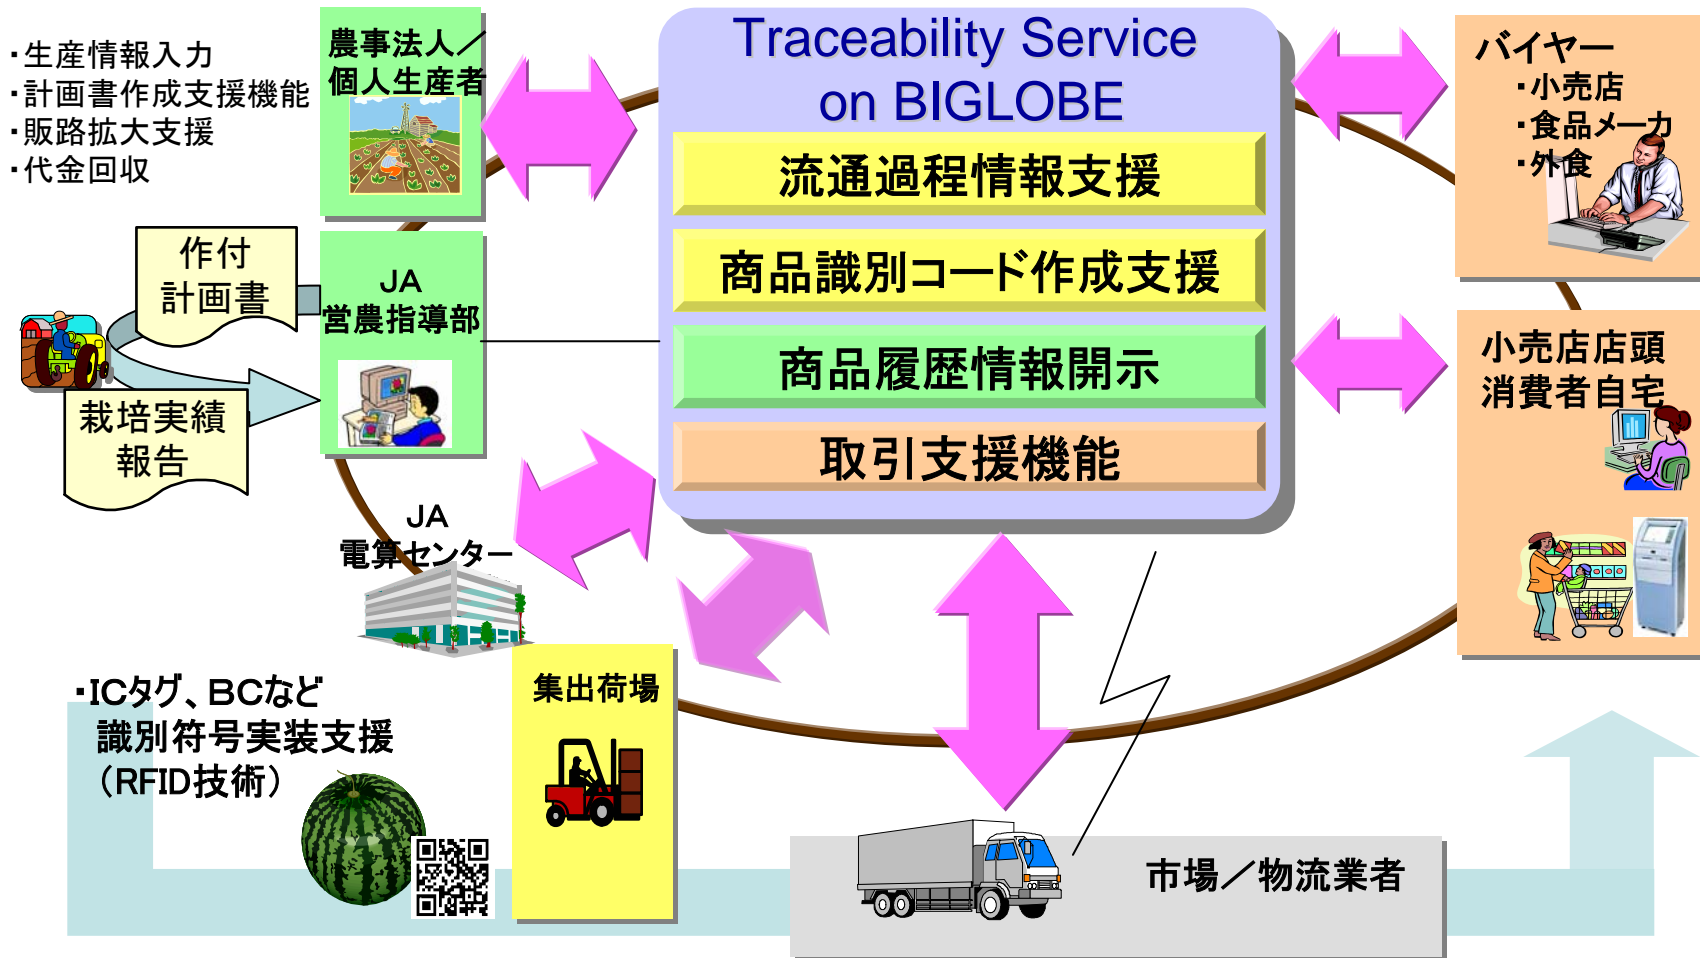 ・生産情報入力
・計画書作成支援機能
・販路拡大支援
・代金回収
農事法人／
個人生産者
Traceability Service
on BIGLOBE
流通過程情報支援
商品識別コード作成支援
商品履歴情報開示
取引支援機能
バイヤー
・小売店
・食品メーカ
・外食
作付
計画書
栽培実績
報告
ＪＡ
営農指導部
小売店店頭
消費者自宅
ＪＡ
電算センター
・ICタグ、BCなど
識別符号実装支援
（RFID技術）
集出荷場
市場／物流業者